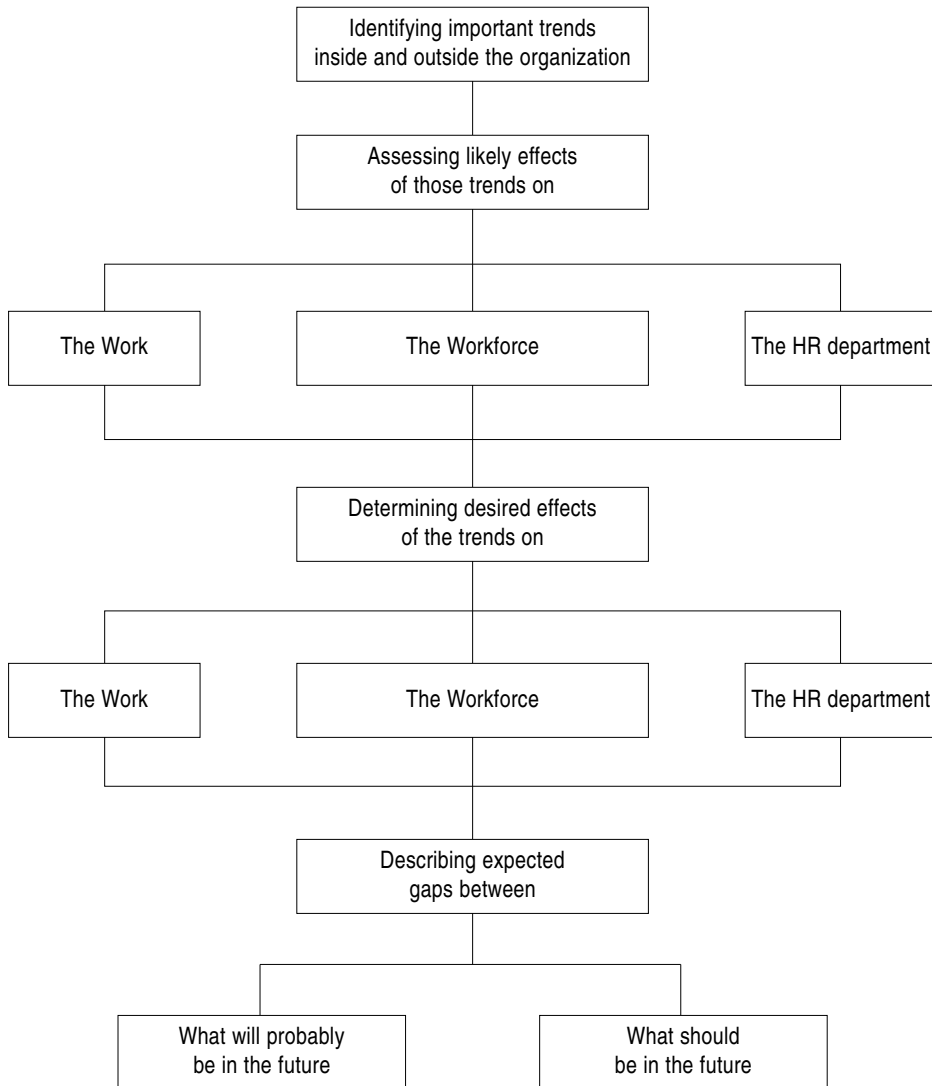 Identifying important trends
inside and outside the organization
Assessing likely effects
of those trends on
The Work
The Workforce
The HR department
Determining desired effects
of the trends on
The Work
The Workforce
The HR department
Describing expected
gaps between
What will probably
be in the future
What should
be in the future